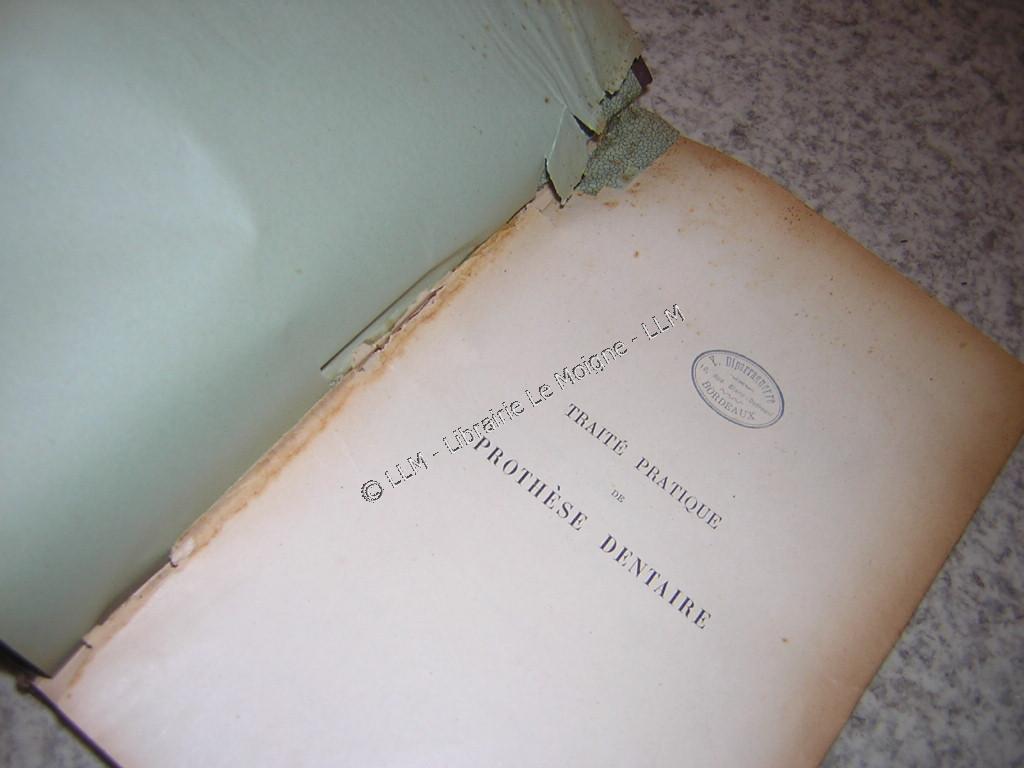 BORDEAUX
TRAITÉ PRATIQUE
DE
PROTHÈSE DENTAIRE
© LLM - Librairie Le Moigne - LLM